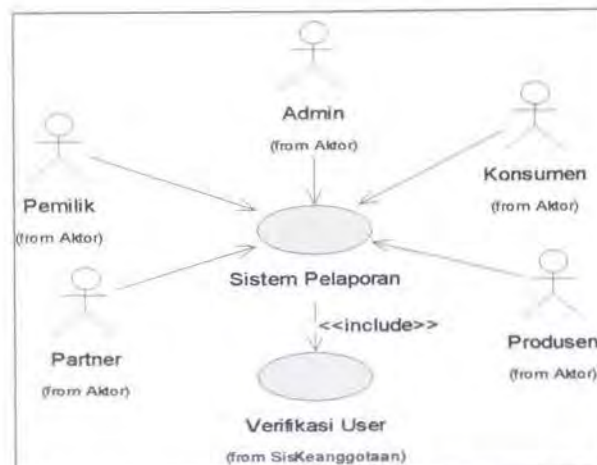 Admin
(from Aktor)
Konsumen
(from Aktor)
Pemilik
(from Aktor)
Sistem Pelaporan
<<include>>
Partner
(from Aktor)
Produsen
(from Aktor)
Verifikasi User
(from SisKeanggotaan)